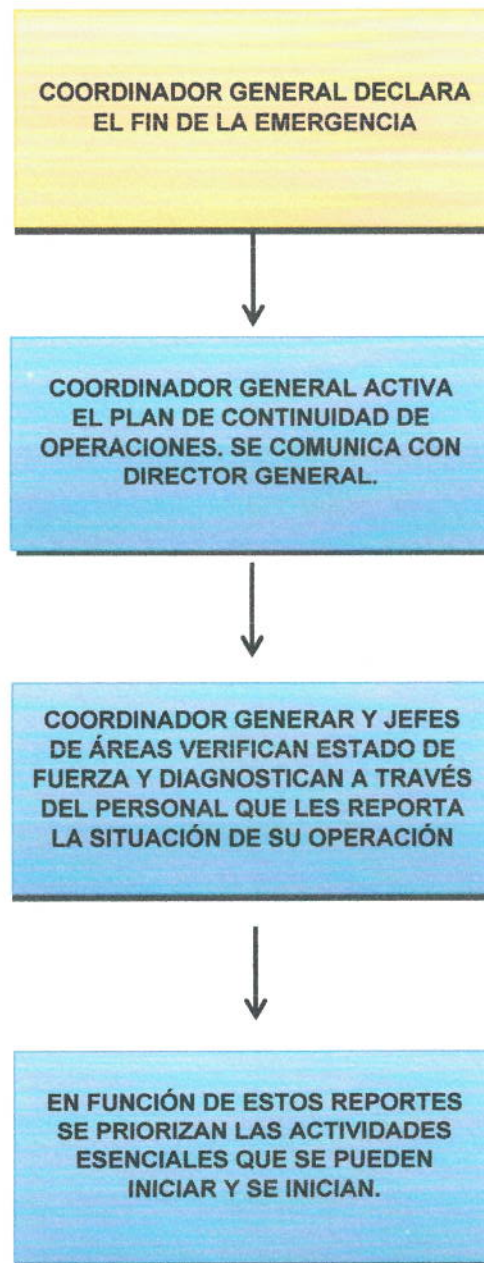 COORDINADOR GENERAL DECLARA
EL FIN DE LA EMERGENCIA
COORDINADOR GENERAL ACTIVA
EL PLAN DE CONTINUIDAD DE
OPERACIONES. SE COMUNICA CON
DIRECTOR GENERAL.
COORDINADOR GENERAR Y JEFES
DE ÁREAS VERIFICAN ESTADO DE
FUERZA Y DIAGNOSTICAN A TRAVÉS
DEL PERSONAL QUE LES REPORTA
LA SITUACIÓN DE SU OPERACIÓN
EN FUNCIÓN DE ESTOS REPORTES
SE PRIORIZAN LAS ACTIVIDADES
ESENCIALES QUE SE PUEDEN
INICIAR Y SE INICIAN.